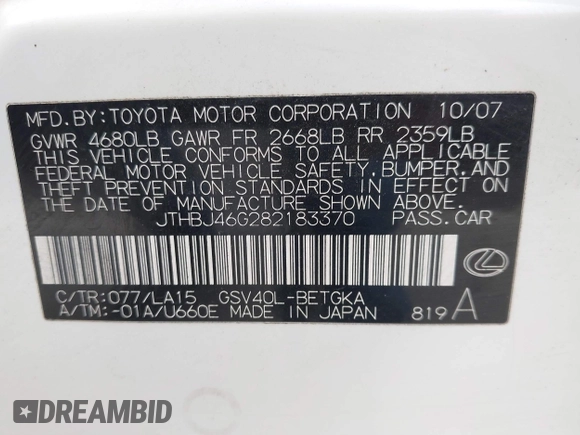 MFD.BY:TOYOTA MOTOR CORPORATION 10/07
GVWR 4680LB GAWR FR 2668LB RR 2359LB
THIS VEHICLE CONFORMS TO ALL APPLICABLE
FEDERAL MOTOR VEHICLE SAFETY,BUMPER,AND
THEFT PREVENTION STANDARDS IN EFFECT ON
THE DATE OF MANUFACTURE SHOWN ABOVE.
JTHBJ46G282183370 PASS.CAR
C/TR:077/LA15 GSV40L-BETGKA
A/TM:-01A/U660E MADE IN JAPAN 819A
DREAMBID